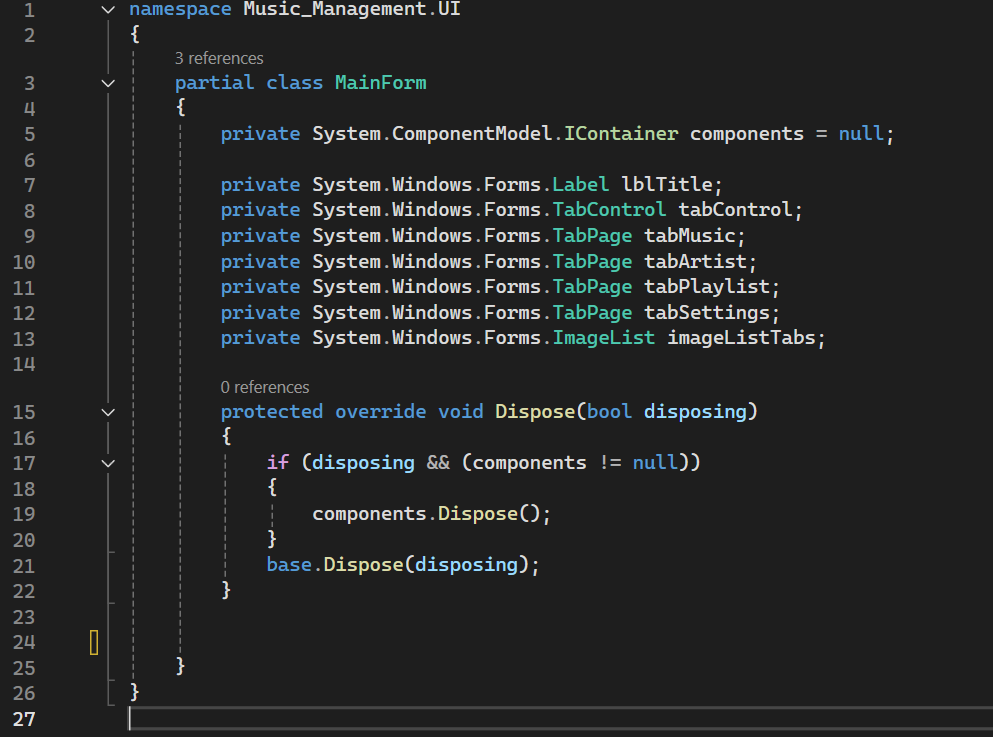 1 namespace Music_Management.UI
2 {
3 references
3 partial class MainForm
4 {
5 private System.ComponentModel.IContainer components = null;
6
7 private System.Windows.Forms.Label lblTitle;
8 private System.Windows.Forms.TabControl tabControl;
9 private System.Windows.Forms.TabPage tabMusic;
10 private System.Windows.Forms.TabPage tabArtist;
11 private System.Windows.Forms.TabPage tabPlaylist;
12 private System.Windows.Forms.TabPage tabSettings;
13 private System.Windows.Forms.ImageList imageListTabs;
14
0 references
15 protected override void Dispose(bool disposing)
16 {
17 if (disposing && (components != null))
18 {
19 components.Dispose();
20 }
21 base.Dispose(disposing);
22 }
23
24
25 }
26 }
27